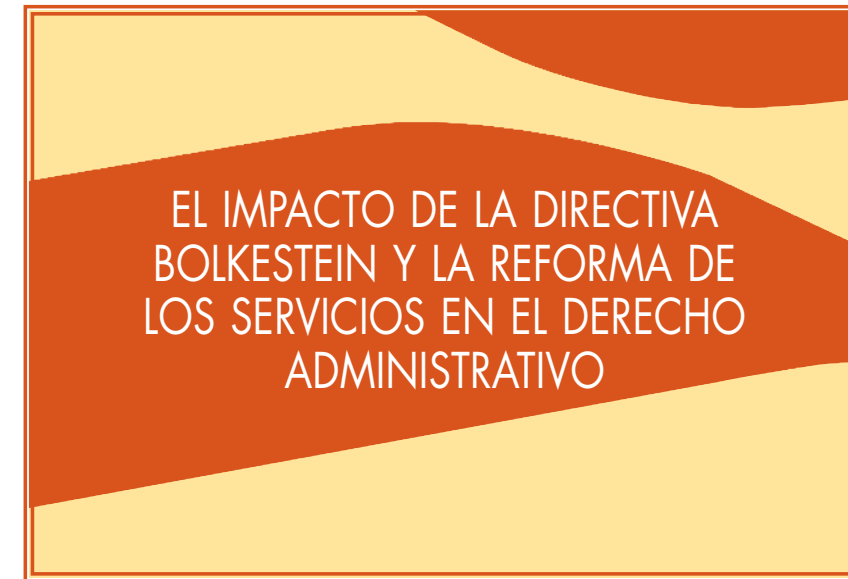 EL IMPACTO DE LA DIRECTIVA
BOLKESTEIN Y LA REFORMA DE
LOS SERVICIOS EN EL DERECHO
ADMINISTRATIVO